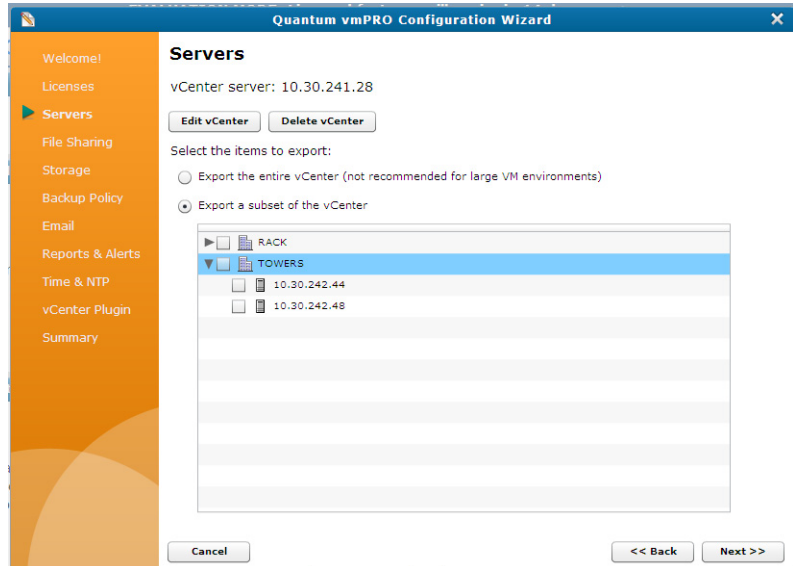 Quantum vmPRO Configuration Wizard
Welcome!
Licenses
Servers
File Sharing
Storage
Backup Policy
Email
Reports & Alerts
Time & NTP
vCenter Plugin
Summary
Servers
vCenter server: 10.30.241.28
Edit vCenter Delete vCenter
Select the items to export:
Export the entire vCenter (not recommended for large VM environments)
Export a subset of the vCenter
RACK
TOWERS
10.30.242.44
10.30.242.48
Cancel << Back Next >>